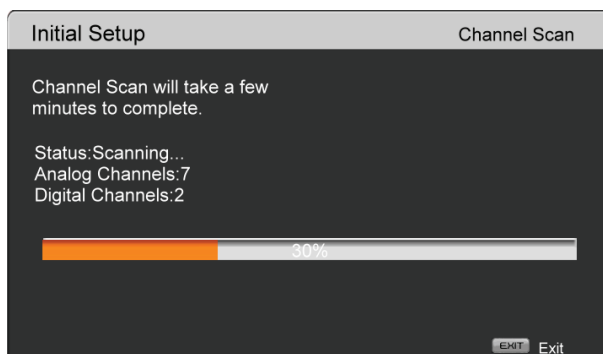 Initial Setup
Channel Scan
Channel Scan will take a few
minutes to complete.
Status:Scanning...
Analog Channels:7
Digital Channels:2
30%
EXIT Exit